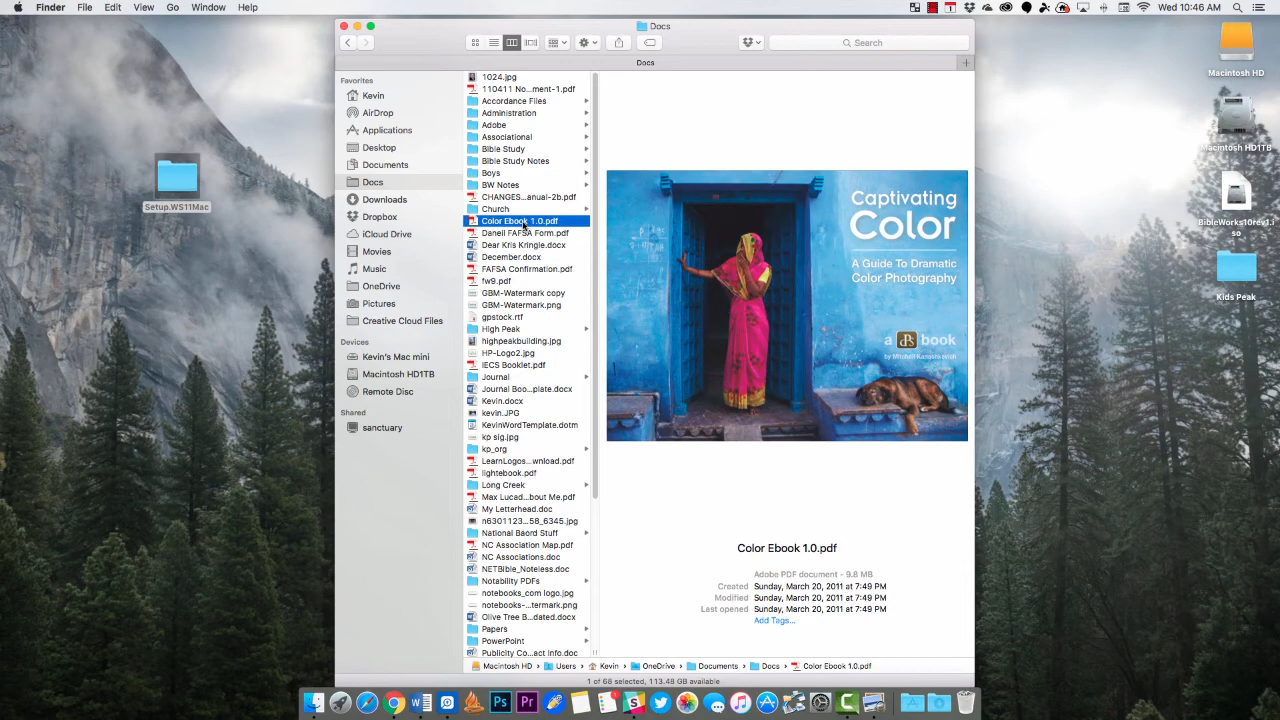 Finder File Edit View Go Window Help
Wed 10:46 AM
Docs
Search
Docs
Favorites
Kevin
AirDrop
Applications
Desktop
Documents
Docs
Downloads
Dropbox
iCloud Drive
Movies
Music
OneDrive
Pictures
Creative Cloud Files
Devices
Kevin's Mac mini
Macintosh HD1TB
Remote Disc
Shared
sanctuary
1024.jpg
110411 No...ment-1.pdf
Accordance Files
Administration
Adobe
Associational
Bible Study
Bible Study Notes
Boys
BW Notes
CHANGES...anual-2b.pdf
Church
Color Ebook 1.0.pdf
Danell FAFSA Form.pdf
Dear Kris Kringle.docx
December.docx
FAFSA Confirmation.pdf
fw9.pdf
GBM-Watermark copy
GBM-Watermark.png
gpstock.rtf
High Peak
highpeakbuilding.jpg
HP-Logo2.jpg
IECS Booklet.pdf
Journal
Journal Boo...plate.docx
Kevin.docx
kevin.JPG
KevinWordTemplate.dotm
kp sig.jpg
kp_org
LearnLogos...wnload.pdf
lightebook.pdf
Long Creek
Max Lucad...bout Me.pdf
My Letterhead.doc
n6301123...58_6345.jpg
National Baord Stuff
NC Association Map.pdf
NC Associations.doc
NETBible_Noteless.doc
Notability PDFs
notebooks_com logo.jpg
notebooks-...termark.png
Olive Tree B...dated.docx
Papers
PowerPoint
Publicity Co...act Info.doc
Captivating
Color
A Guide To Dramatic
Color Photography
a dPs book
by Mitchell Kanashkevich
Color Ebook 1.0.pdf
Adobe PDF document - 9.8 MB
Created Sunday, March 20, 2011 at 7:49 PM
Modified Sunday, March 20, 2011 at 7:49 PM
Last opened Sunday, March 20, 2011 at 7:49 PM
Add Tags...
Macintosh HD › Users › Kevin › OneDrive › Documents › Docs › Color Ebook 1.0.pdf
1 of 68 selected, 113.48 GB available
Setup.WS11Mac
Macintosh HD
Macintosh HD1TB
BibleWorks10rev1.i
so
Kids Peak
Ps
Pr